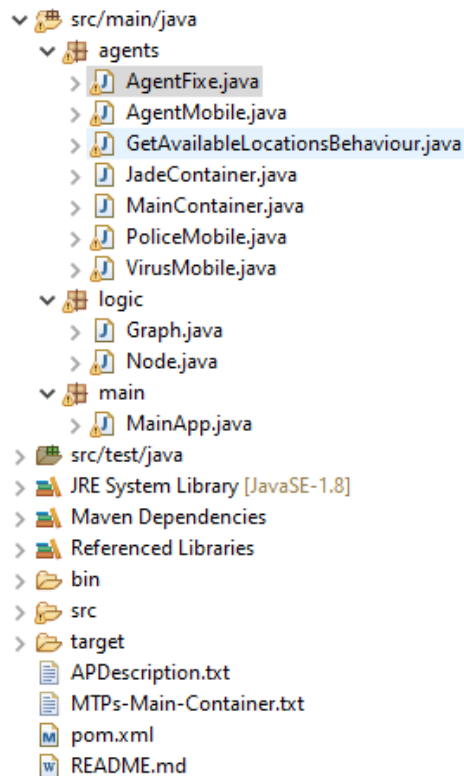 src/main/java
agents
AgentFixe.java
AgentMobile.java
GetAvailableLocationsBehaviour.java
JadeContainer.java
MainContainer.java
PoliceMobile.java
VirusMobile.java
logic
Graph.java
Node.java
main
MainApp.java
src/test/java
JRE System Library [JavaSE-1.8]
Maven Dependencies
Referenced Libraries
bin
src
target
APDescription.txt
MTPs-Main-Container.txt
pom.xml
README.md